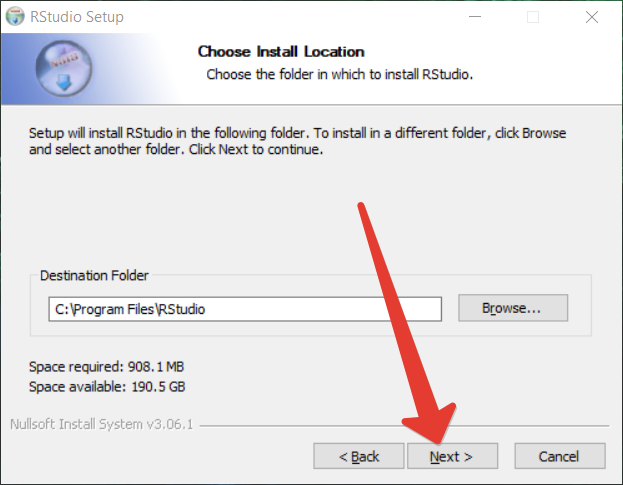 RStudio Setup
Choose Install Location
Choose the folder in which to install RStudio.
Setup will install RStudio in the following folder. To install in a different folder, click Browse
and select another folder. Click Next to continue.
Destination Folder
C:\Program Files\RStudio
Browse...
Space required: 908.1 MB
Space available: 190.5 GB
Nullsoft Install System v3.06.1
< Back
Next >
Cancel